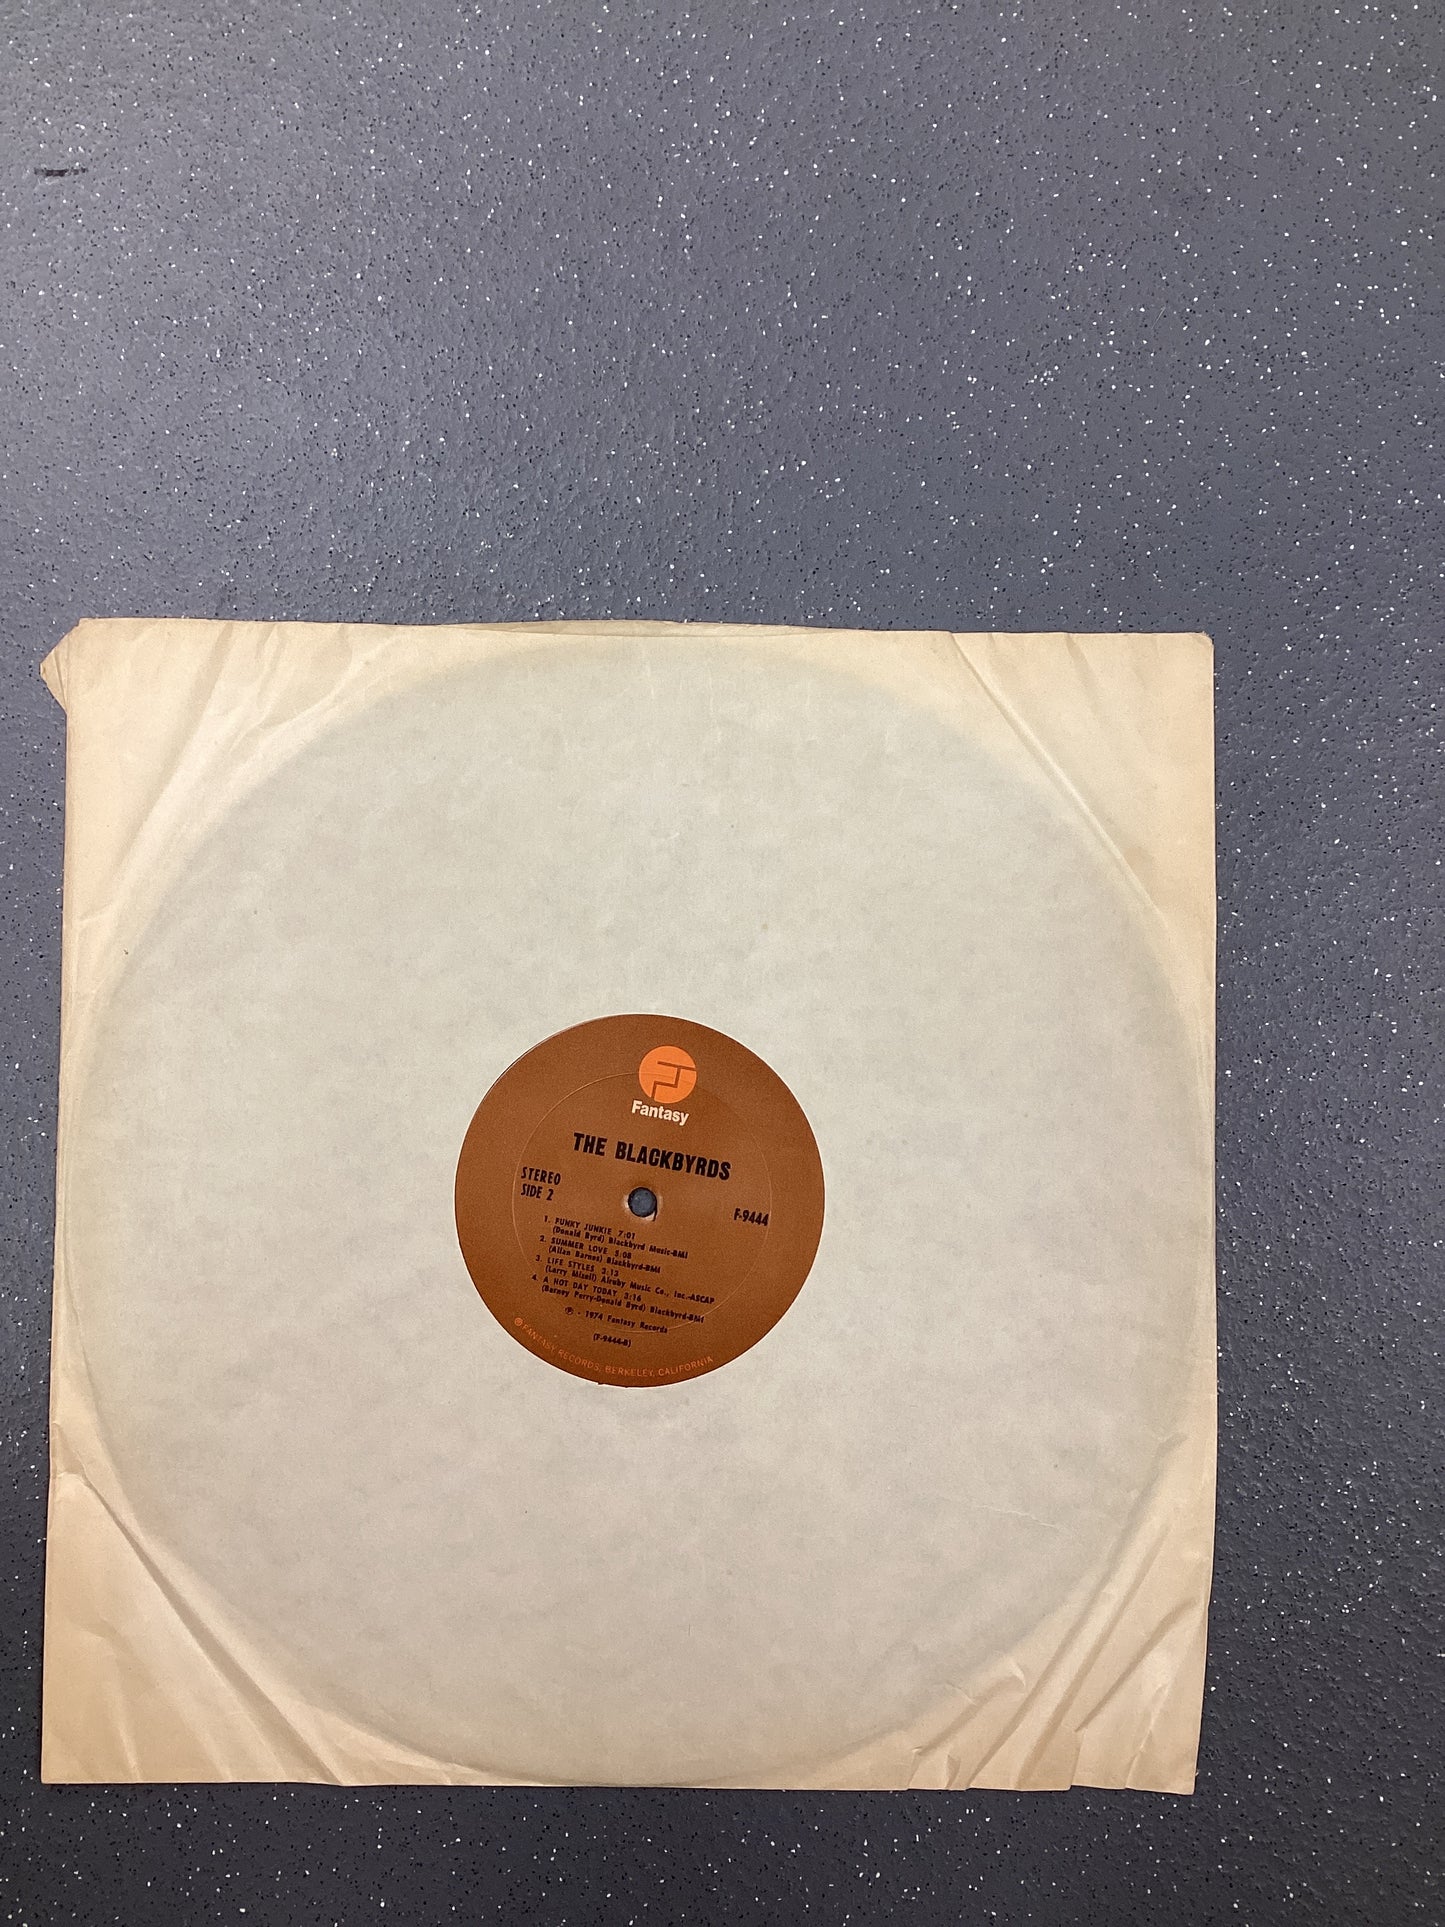 Fantasy
THE BLACKBYRDS
STEREO
SIDE 2
F-9444
1. FUNKY JUNKIE 7:01
(Donald Byrd) Blackbyrd Music-BMI
2. SUMMER LOVE 5:08
(Allan Barnes) Blackbyrd-BMI
3. LIFE STYLES 3:13
(Larry Mizell) Alruby Music Co., Inc.-ASCAP
4. A HOT DAY TODAY 3:16
(Barney Perry-Donald Byrd) Blackbyrd-BMI
Ⓟ - 1974 Fantasy Records
(F-9444-B)
FANTASY RECORDS, BERKELEY, CALIFORNIA